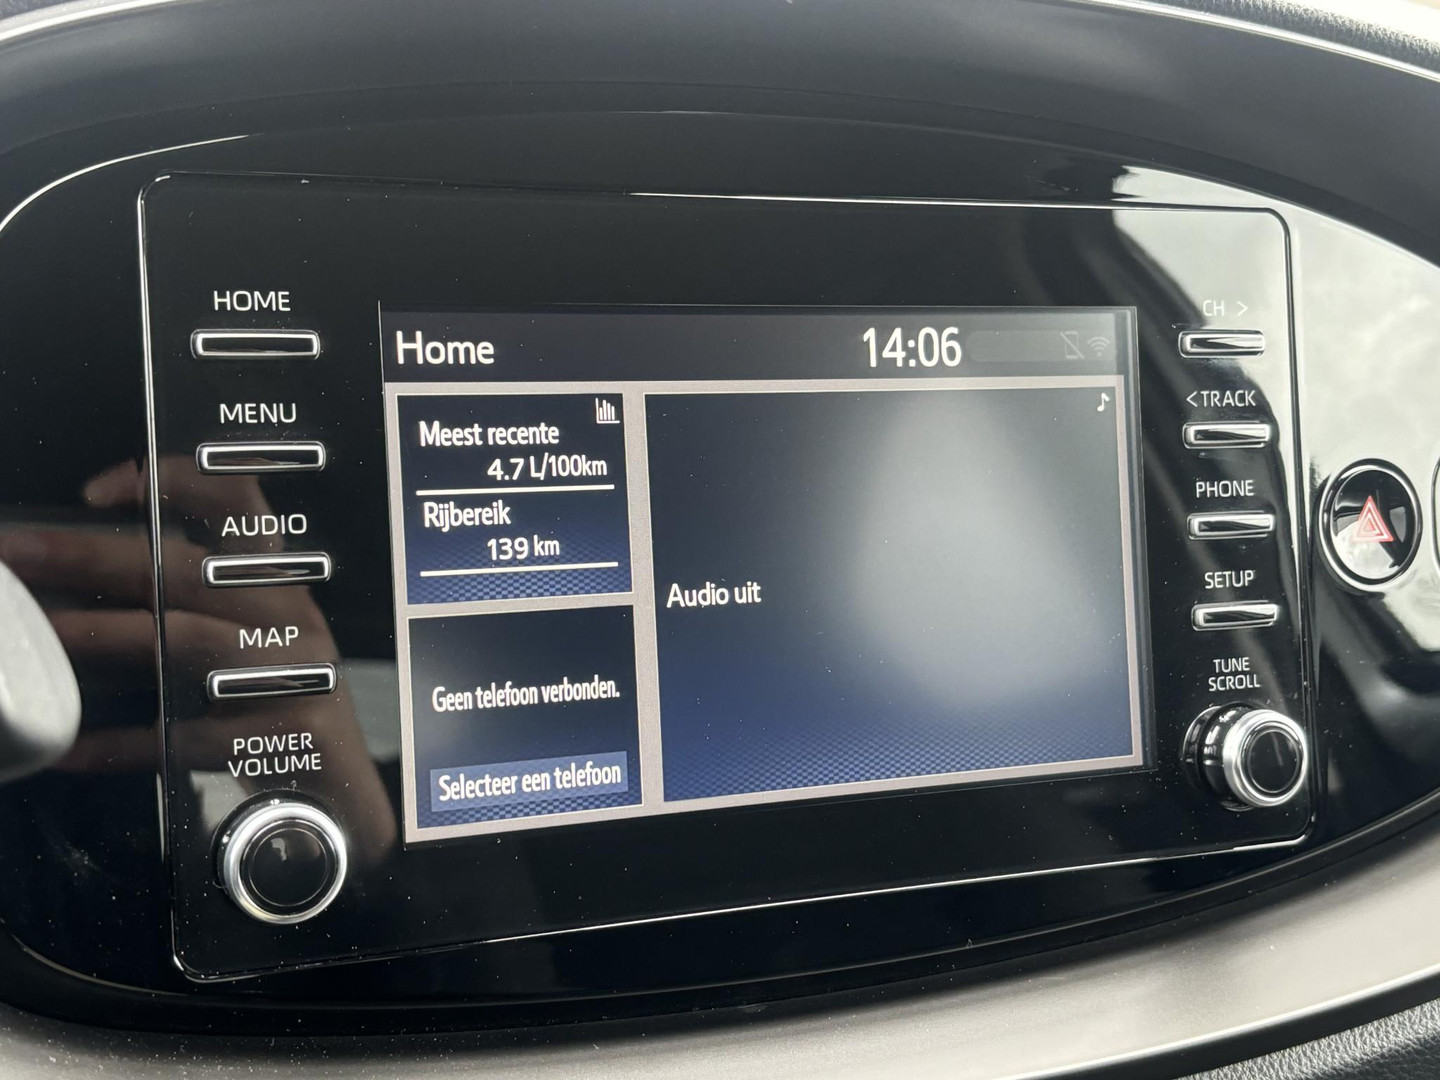 HOME
MENU
AUDIO
MAP
POWER
VOLUME
Home
14:06
Meest recente
4.7 L/100km
Rijbereik
139 km
Geen telefoon verbonden.
Selecteer een telefoon
Audio uit
CH >
<TRACK
PHONE
SETUP
TUNE
SCROLL